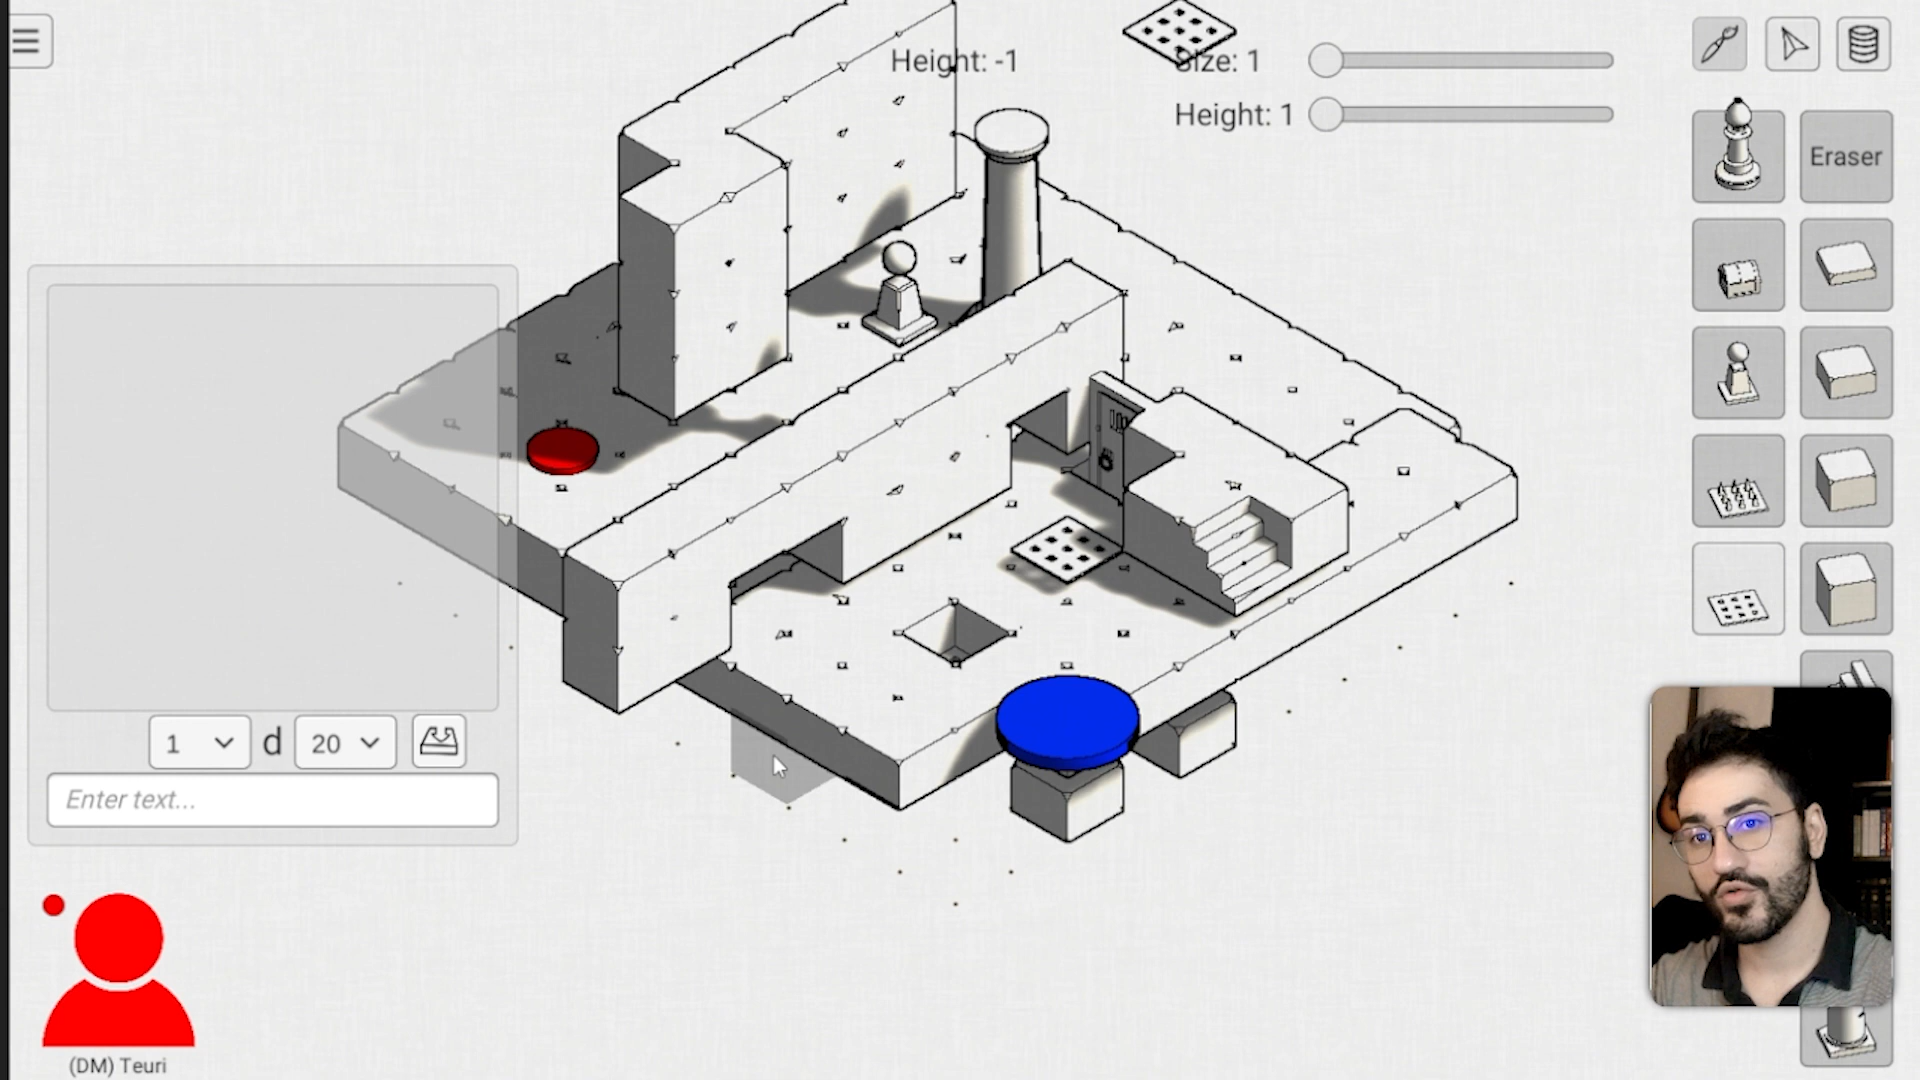 Height: -1
Size: 1
Height: 1
Eraser
1
d
20
Enter text...
(DM) Teuri